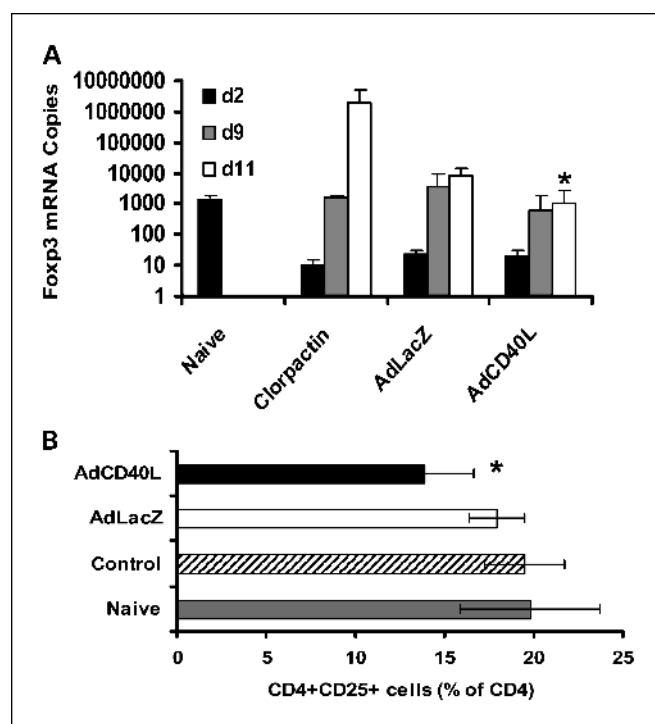 A
Foxp3 mRNA Copies
10000000
1000000
100000
10000
1000
100
10
1
d2
d9
d11
*
Naive
Clorpactin
AdLacZ
AdCD40L
B
AdCD40L
*
AdLacZ
Control
Naive
0 5 10 15 20 25
CD4+CD25+ cells (% of CD4)